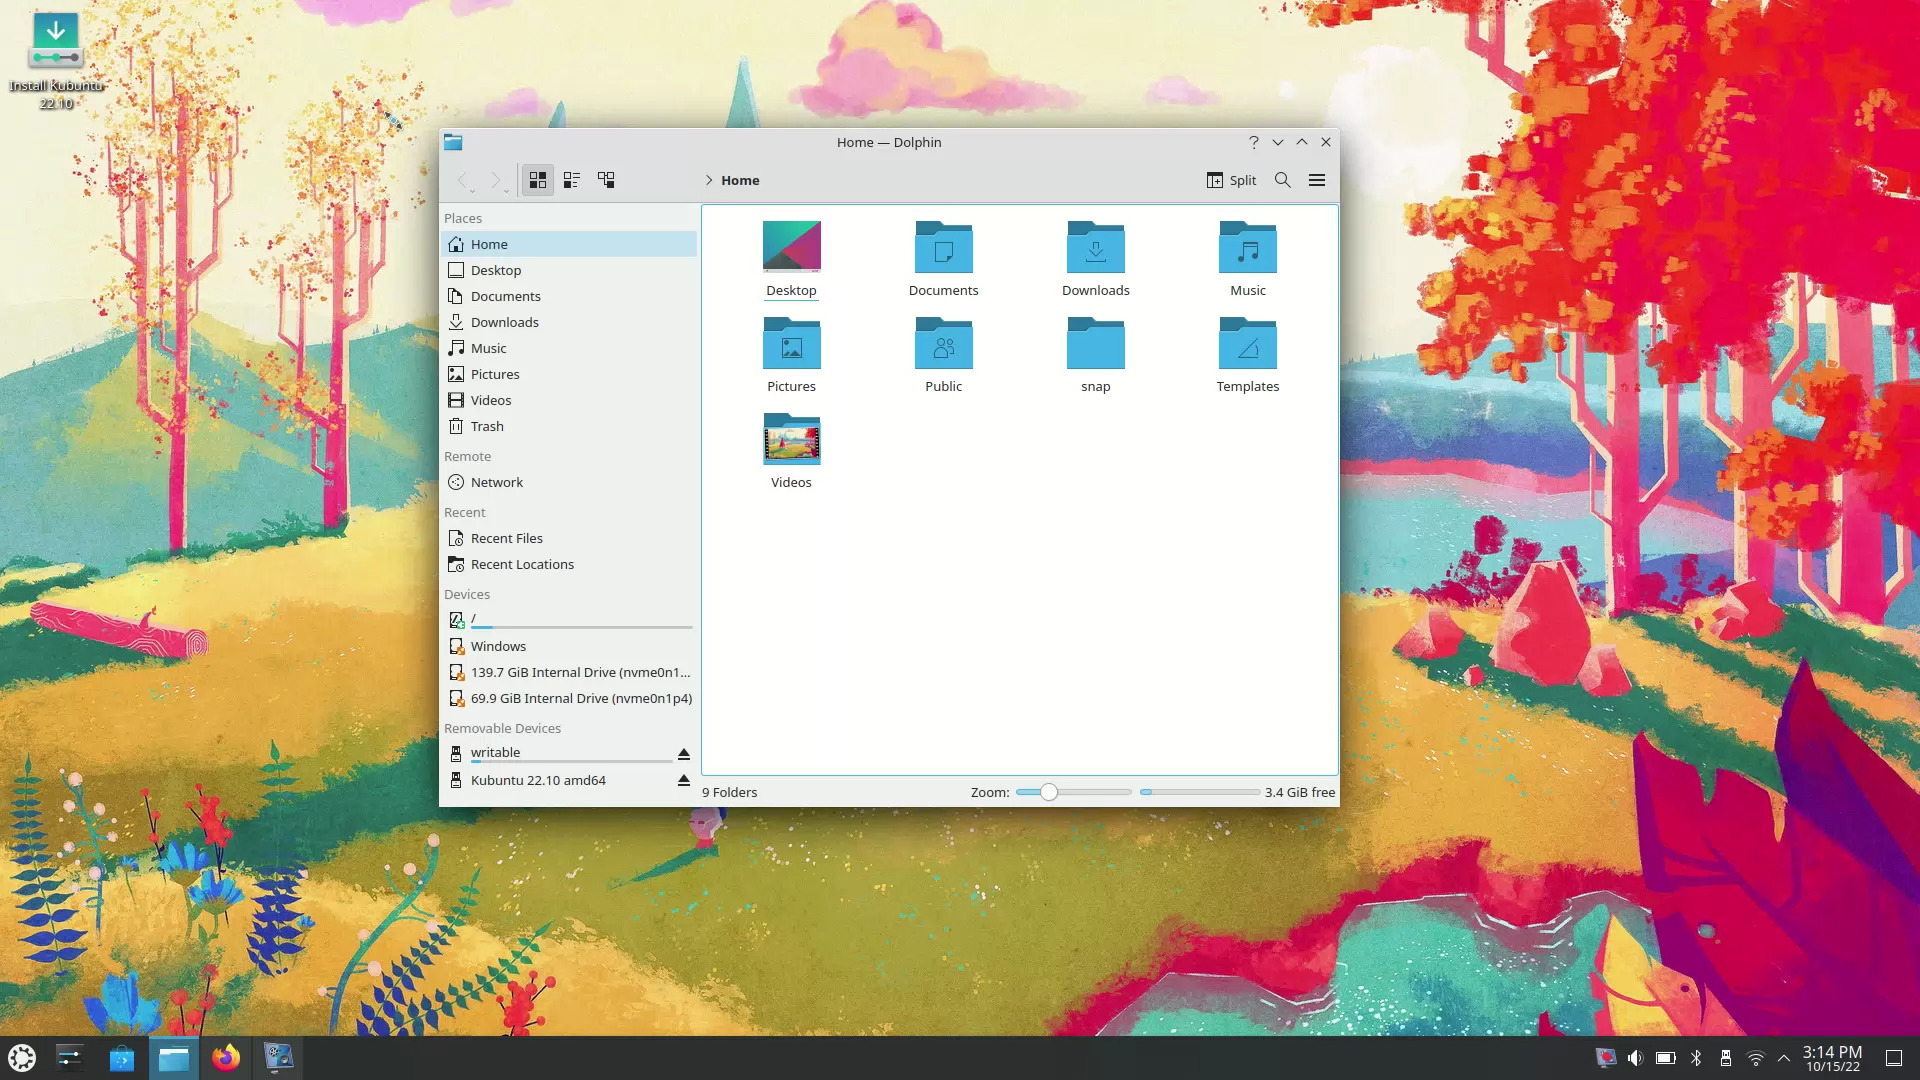 Install Kubuntu
22.10
Home — Dolphin
Home
Split
Places
Home
Desktop
Documents
Downloads
Music
Pictures
Videos
Trash
Remote
Network
Recent
Recent Files
Recent Locations
Devices
/
Windows
139.7 GiB Internal Drive (nvme0n1...
69.9 GiB Internal Drive (nvme0n1p4)
Removable Devices
writable
Kubuntu 22.10 amd64
Desktop
Documents
Downloads
Music
Pictures
Public
snap
Templates
Videos
9 Folders
Zoom:
3.4 GiB free
3:14 PM
10/15/22